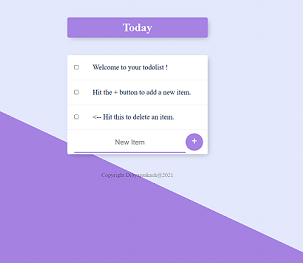 Today
Welcome to your todolist !
Hit the + button to add a new item.
<-- Hit this to delete an item.
New Item
+
Copyright @2021